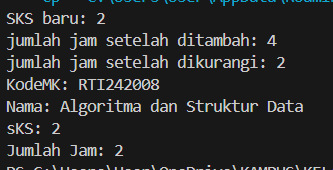 SKS baru: 2
jumlah jam setelah ditambah: 4
jumlah jam setelah dikurangi: 2
KodeMK: RTI242008
Nama: Algoritma dan Struktur Data
sKS: 2
Jumlah Jam: 2